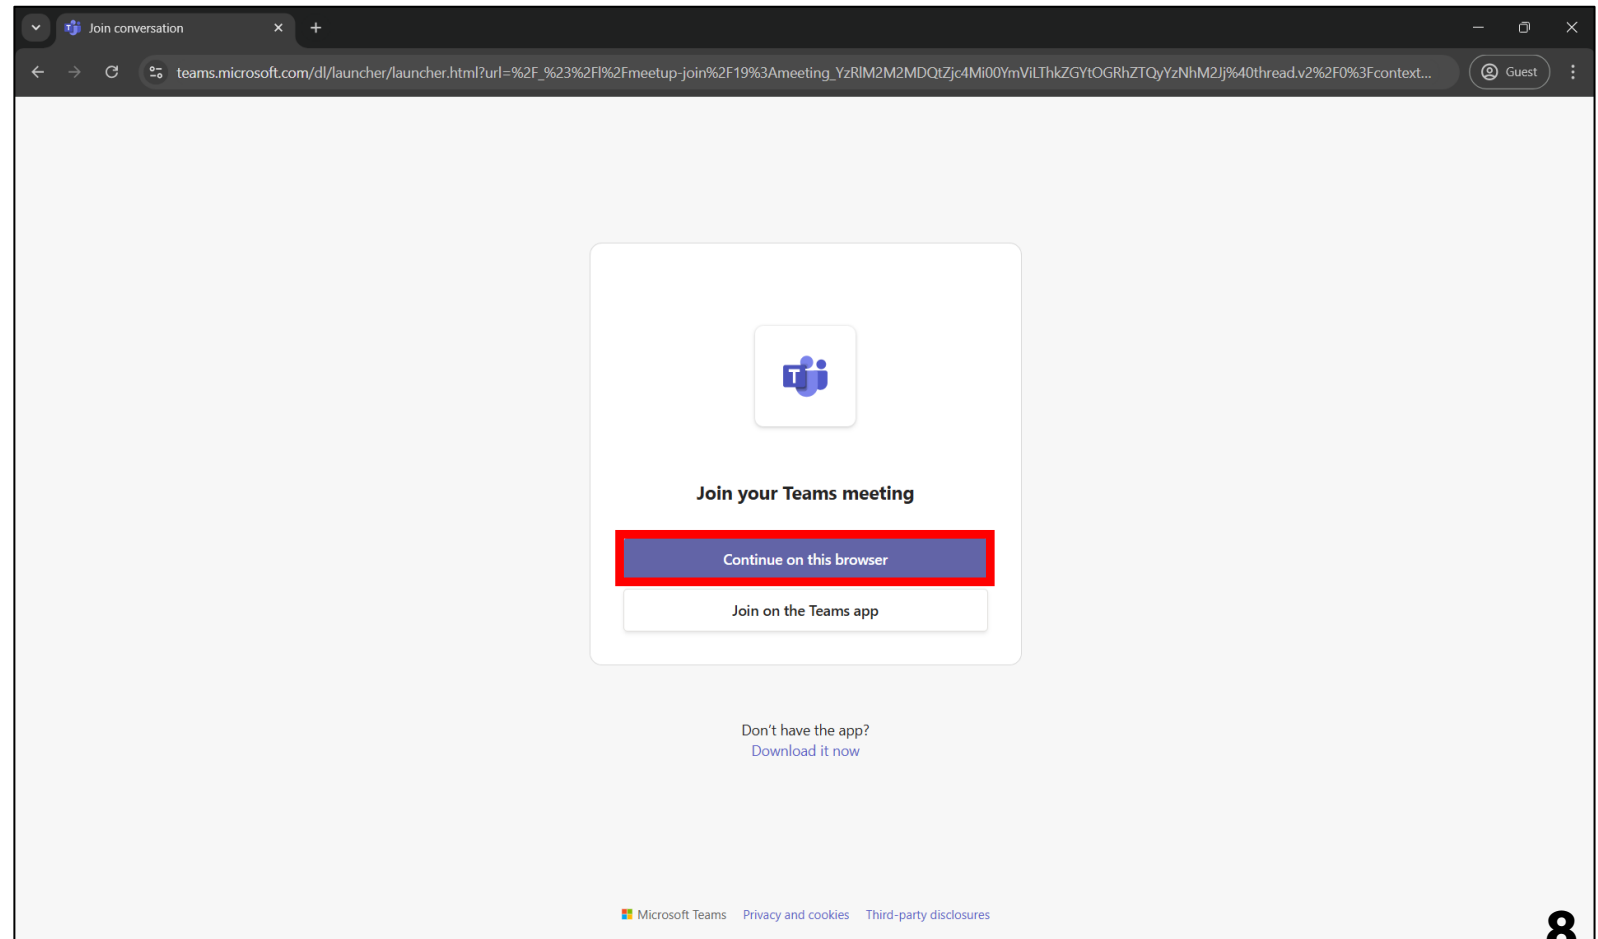 Join conversation
teams.microsoft.com/dl/launcher/launcher.html?url=%2F_%23%2Fl%2Fmeetup-join%2F19%3Ameeting_YzRlM2M2MDQtZjc4Mi00YmViLThkZGYtOGRhZTQyYzNhM2Jj%40thread.v2%2F0%3Fcontext...
Guest
T
Join your Teams meeting
Continue on this browser
Join on the Teams app
Don't have the app?
Download it now
Microsoft Teams Privacy and cookies Third-party disclosures
8